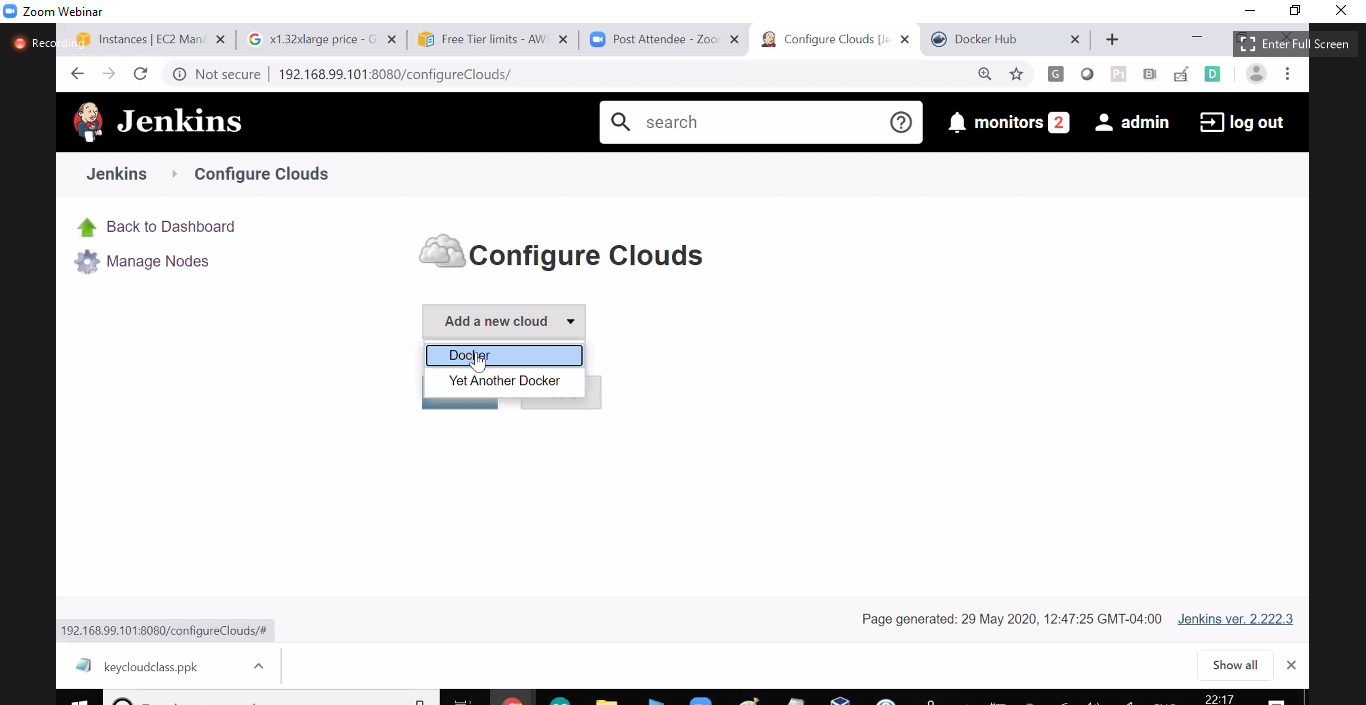 Zoom Webinar
Recording
Instances | EC2 Mana
x1.32xlarge price - G
Free Tier limits - AW
Post Attendee - Zoo
Configure Clouds [Je
Docker Hub
Enter Full Screen
Not secure | 192.168.99.101:8080/configureClouds/
Jenkins
search
monitors 2
admin
log out
Jenkins
Configure Clouds
Back to Dashboard
Manage Nodes
Configure Clouds
Add a new cloud
Docker
Yet Another Docker
Page generated: 29 May 2020, 12:47:25 GMT-04:00
Jenkins ver. 2.222.3
192.168.99.101:8080/configureClouds/#
keycloudclass.ppk
Show all
22:17